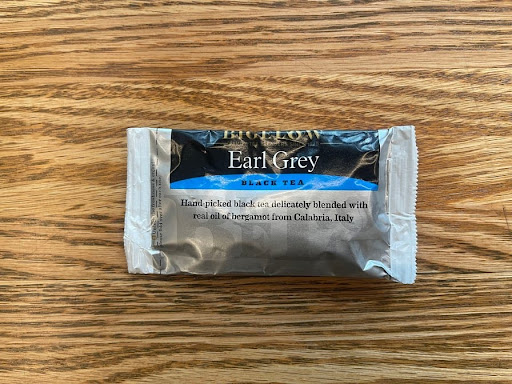 BIGELOW
Earl Grey
BLACK TEA
Hand-picked black tea delicately blended with
real oil of bergamot from Calabria, Italy